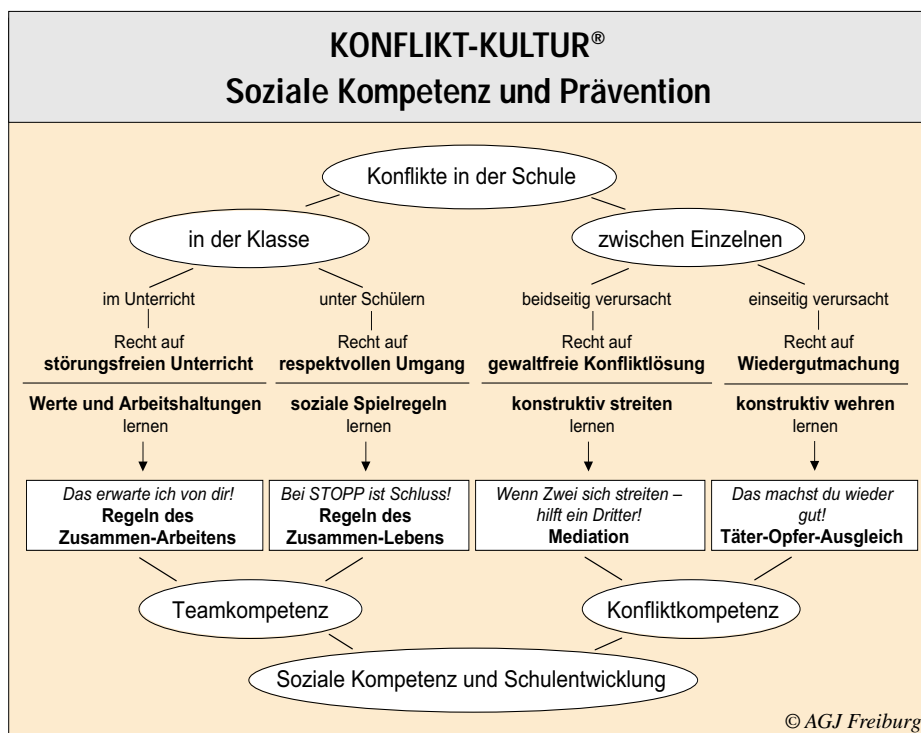 KONFLIKT-KULTUR®
Soziale Kompetenz und Prävention
Konflikte in der Schule
in der Klasse
zwischen Einzelnen
im Unterricht
unter Schülern
beidseitig verursacht
einseitig verursacht
Recht auf
störungsfreien Unterricht
Recht auf
respektvollen Umgang
Recht auf
gewaltfreie Konfliktlösung
Recht auf
Wiedergutmachung
Werte und Arbeitshaltungen
lernen
soziale Spielregeln
lernen
konstruktiv streiten
lernen
konstruktiv wehren
lernen
Das erwarte ich von dir!
Regeln des
Zusammen-Arbeitens
Bei STOPP ist Schluss!
Regeln des
Zusammen-Lebens
Wenn Zwei sich streiten –
hilft ein Dritter!
Mediation
Das machst du wieder
gut!
Täter-Opfer-Ausgleich
Teamkompetenz
Konfliktkompetenz
Soziale Kompetenz und Schulentwicklung
© AGJ Freiburg